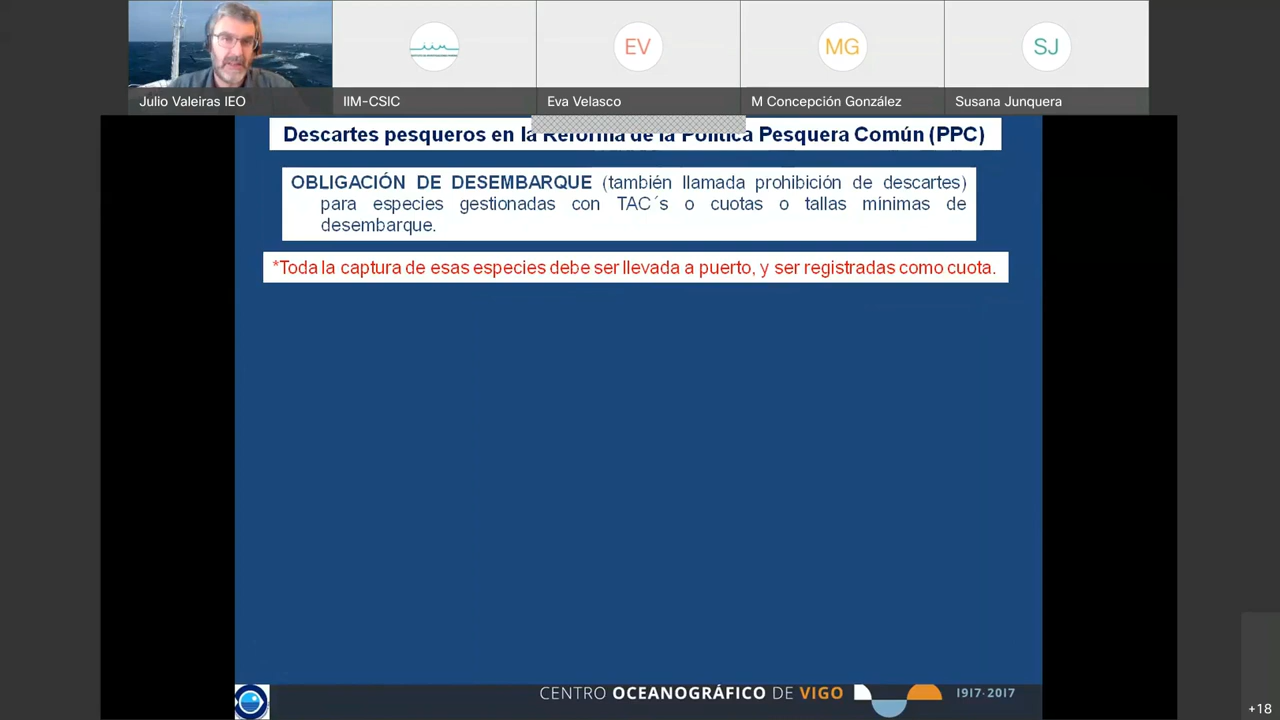 EV
MG
SJ
Julio Valeiras IEO
IIM-CSIC
Eva Velasco
M Concepción González
Susana Junquera
Descartes pesqueros en la Reforma de la Política Pesquera Común (PPC)
OBLIGACIÓN DE DESEMBARQUE (también llamada prohibición de descartes)
para especies gestionadas con TAC´s o cuotas o tallas mínimas de
desembarque.
*Toda la captura de esas especies debe ser llevada a puerto, y ser registradas como cuota.
CENTRO OCEANOGRÁFICO DE VIGO
1917·2017
+18